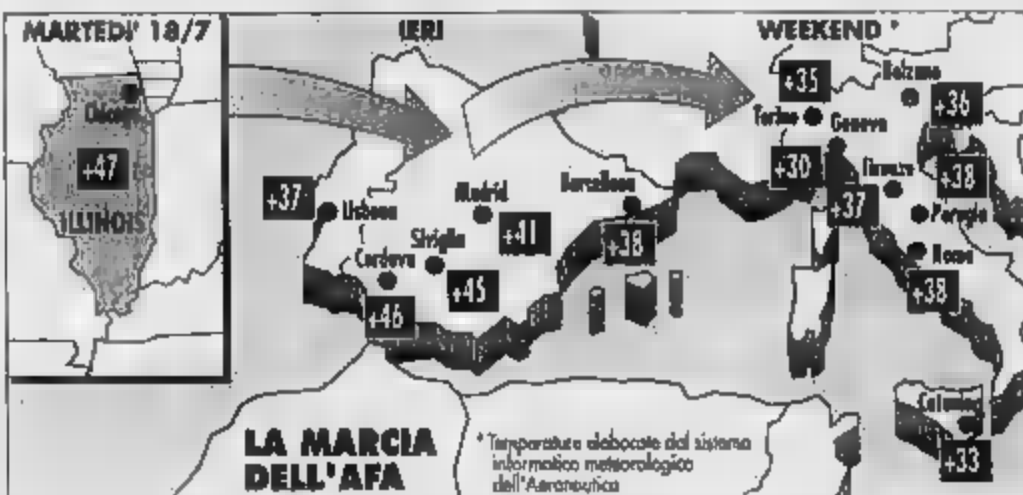 MARTEDI' 18/7
IERI
WEEKEND *
+47
ILLINOIS
+37
Lisbona
Madrid
+41
Siviglia
+45
Cordova
+46
Barcellona
+38
+35
Torino
Bolzano
+36
Genova
+30
Firenze
+38
+37
Perugia
Roma
+38
+33
LA MARCIA
DELL'AFA
* Temperature elaborate dal sistema
informatico meteorologico
dell'Aeronautica